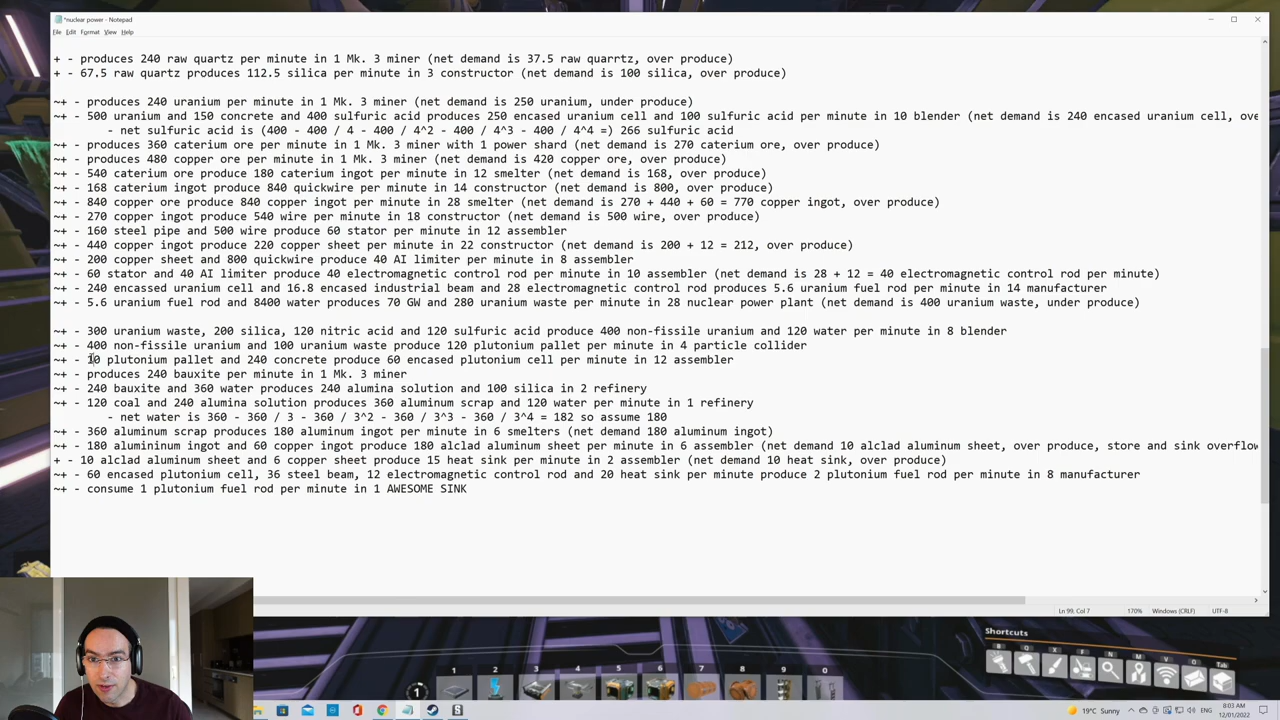 *nuclear power - Notepad
File Edit Format View Help
+ - produces 240 raw quartz per minute in 1 Mk. 3 miner (net demand is 37.5 raw quarrtz, over produce)
+ - 67.5 raw quartz produces 112.5 silica per minute in 3 constructor (net demand is 100 silica, over produce)
~+ - produces 240 uranium per minute in 1 Mk. 3 miner (net demand is 250 uranium, under produce)
~+ - 500 uranium and 150 concrete and 400 sulfuric acid produces 250 encased uranium cell and 100 sulfuric acid per minute in 10 blender (net demand is 240 encased uranium cell, ove
- net sulfuric acid is (400 - 400 / 4 - 400 / 4^2 - 400 / 4^3 - 400 / 4^4 =) 266 sulfuric acid
~+ - produces 360 caterium ore per minute in 1 Mk. 3 miner with 1 power shard (net demand is 270 caterium ore, over produce)
~+ - produces 480 copper ore per minute in 1 Mk. 3 miner (net demand is 420 copper ore, over produce)
~+ - 540 caterium ore produce 180 caterium ingot per minute in 12 smelter (net demand is 168, over produce)
~+ - 168 caterium ingot produce 840 quickwire per minute in 14 constructor (net demand is 800, over produce)
~+ - 840 copper ore produce 840 copper ingot per minute in 28 smelter (net demand is 270 + 440 + 60 = 770 copper ingot, over produce)
~+ - 270 copper ingot produce 540 wire per minute in 18 constructor (net demand is 500 wire, over produce)
~+ - 160 steel pipe and 500 wire produce 60 stator per minute in 12 assembler
~+ - 440 copper ingot produce 220 copper sheet per minute in 22 constructor (net demand is 200 + 12 = 212, over produce)
~+ - 200 copper sheet and 800 quickwire produce 40 AI limiter per minute in 8 assembler
~+ - 60 stator and 40 AI limiter produce 40 electromagnetic control rod per minute in 10 assembler (net demand is 28 + 12 = 40 electromagnetic control rod per minute)
~+ - 240 encassed uranium cell and 16.8 encased industrial beam and 28 electromagnetic control rod produces 5.6 uranium fuel rod per minute in 14 manufacturer
~+ - 5.6 uranium fuel rod and 8400 water produces 70 GW and 280 uranium waste per minute in 28 nuclear power plant (net demand is 400 uranium waste, under produce)
~+ - 300 uranium waste, 200 silica, 120 nitric acid and 120 sulfuric acid produce 400 non-fissile uranium and 120 water per minute in 8 blender
~+ - 400 non-fissile uranium and 100 uranium waste produce 120 plutonium pallet per minute in 4 particle collider
~+ - plutonium pallet and 240 concrete produce 60 encased plutonium cell per minute in 12 assembler
~+ - produces 240 bauxite per minute in 1 Mk. 3 miner
~+ - 240 bauxite and 360 water produces 240 alumina solution and 100 silica in 2 refinery
~+ - 120 coal and 240 alumina solution produces 360 aluminum scrap and 120 water per minute in 1 refinery
- net water is 360 - 360 / 3 - 360 / 3^2 - 360 / 3^3 - 360 / 3^4 = 182 so assume 180
~+ - 360 aluminum scrap produces 180 aluminum ingot per minute in 6 smelters (net demand 180 aluminum ingot)
~+ - 180 alumininum ingot and 60 copper ingot produce 180 alclad aluminum sheet per minute in 6 assembler (net demand 10 alclad aluminum sheet, over produce, store and sink overflow
+ - 10 alclad aluminum sheet and 6 copper sheet produce 15 heat sink per minute in 2 assembler (net demand 10 heat sink, over produce)
~+ - 60 encased plutonium cell, 36 steel beam, 12 electromagnetic control rod and 20 heat sink per minute produce 2 plutonium fuel rod per minute in 8 manufacturer
~+ - consume 1 plutonium fuel rod per minute in 1 AWESOME SINK
Ln 99, Col 7 170% Windows (CRLF) UTF-8
Shortcuts
B Q X F N M V O Tab
1 1 2 3 4 5 6 7 8 9 0
19°C Sunny ENG
8:03 AM
12/01/2022